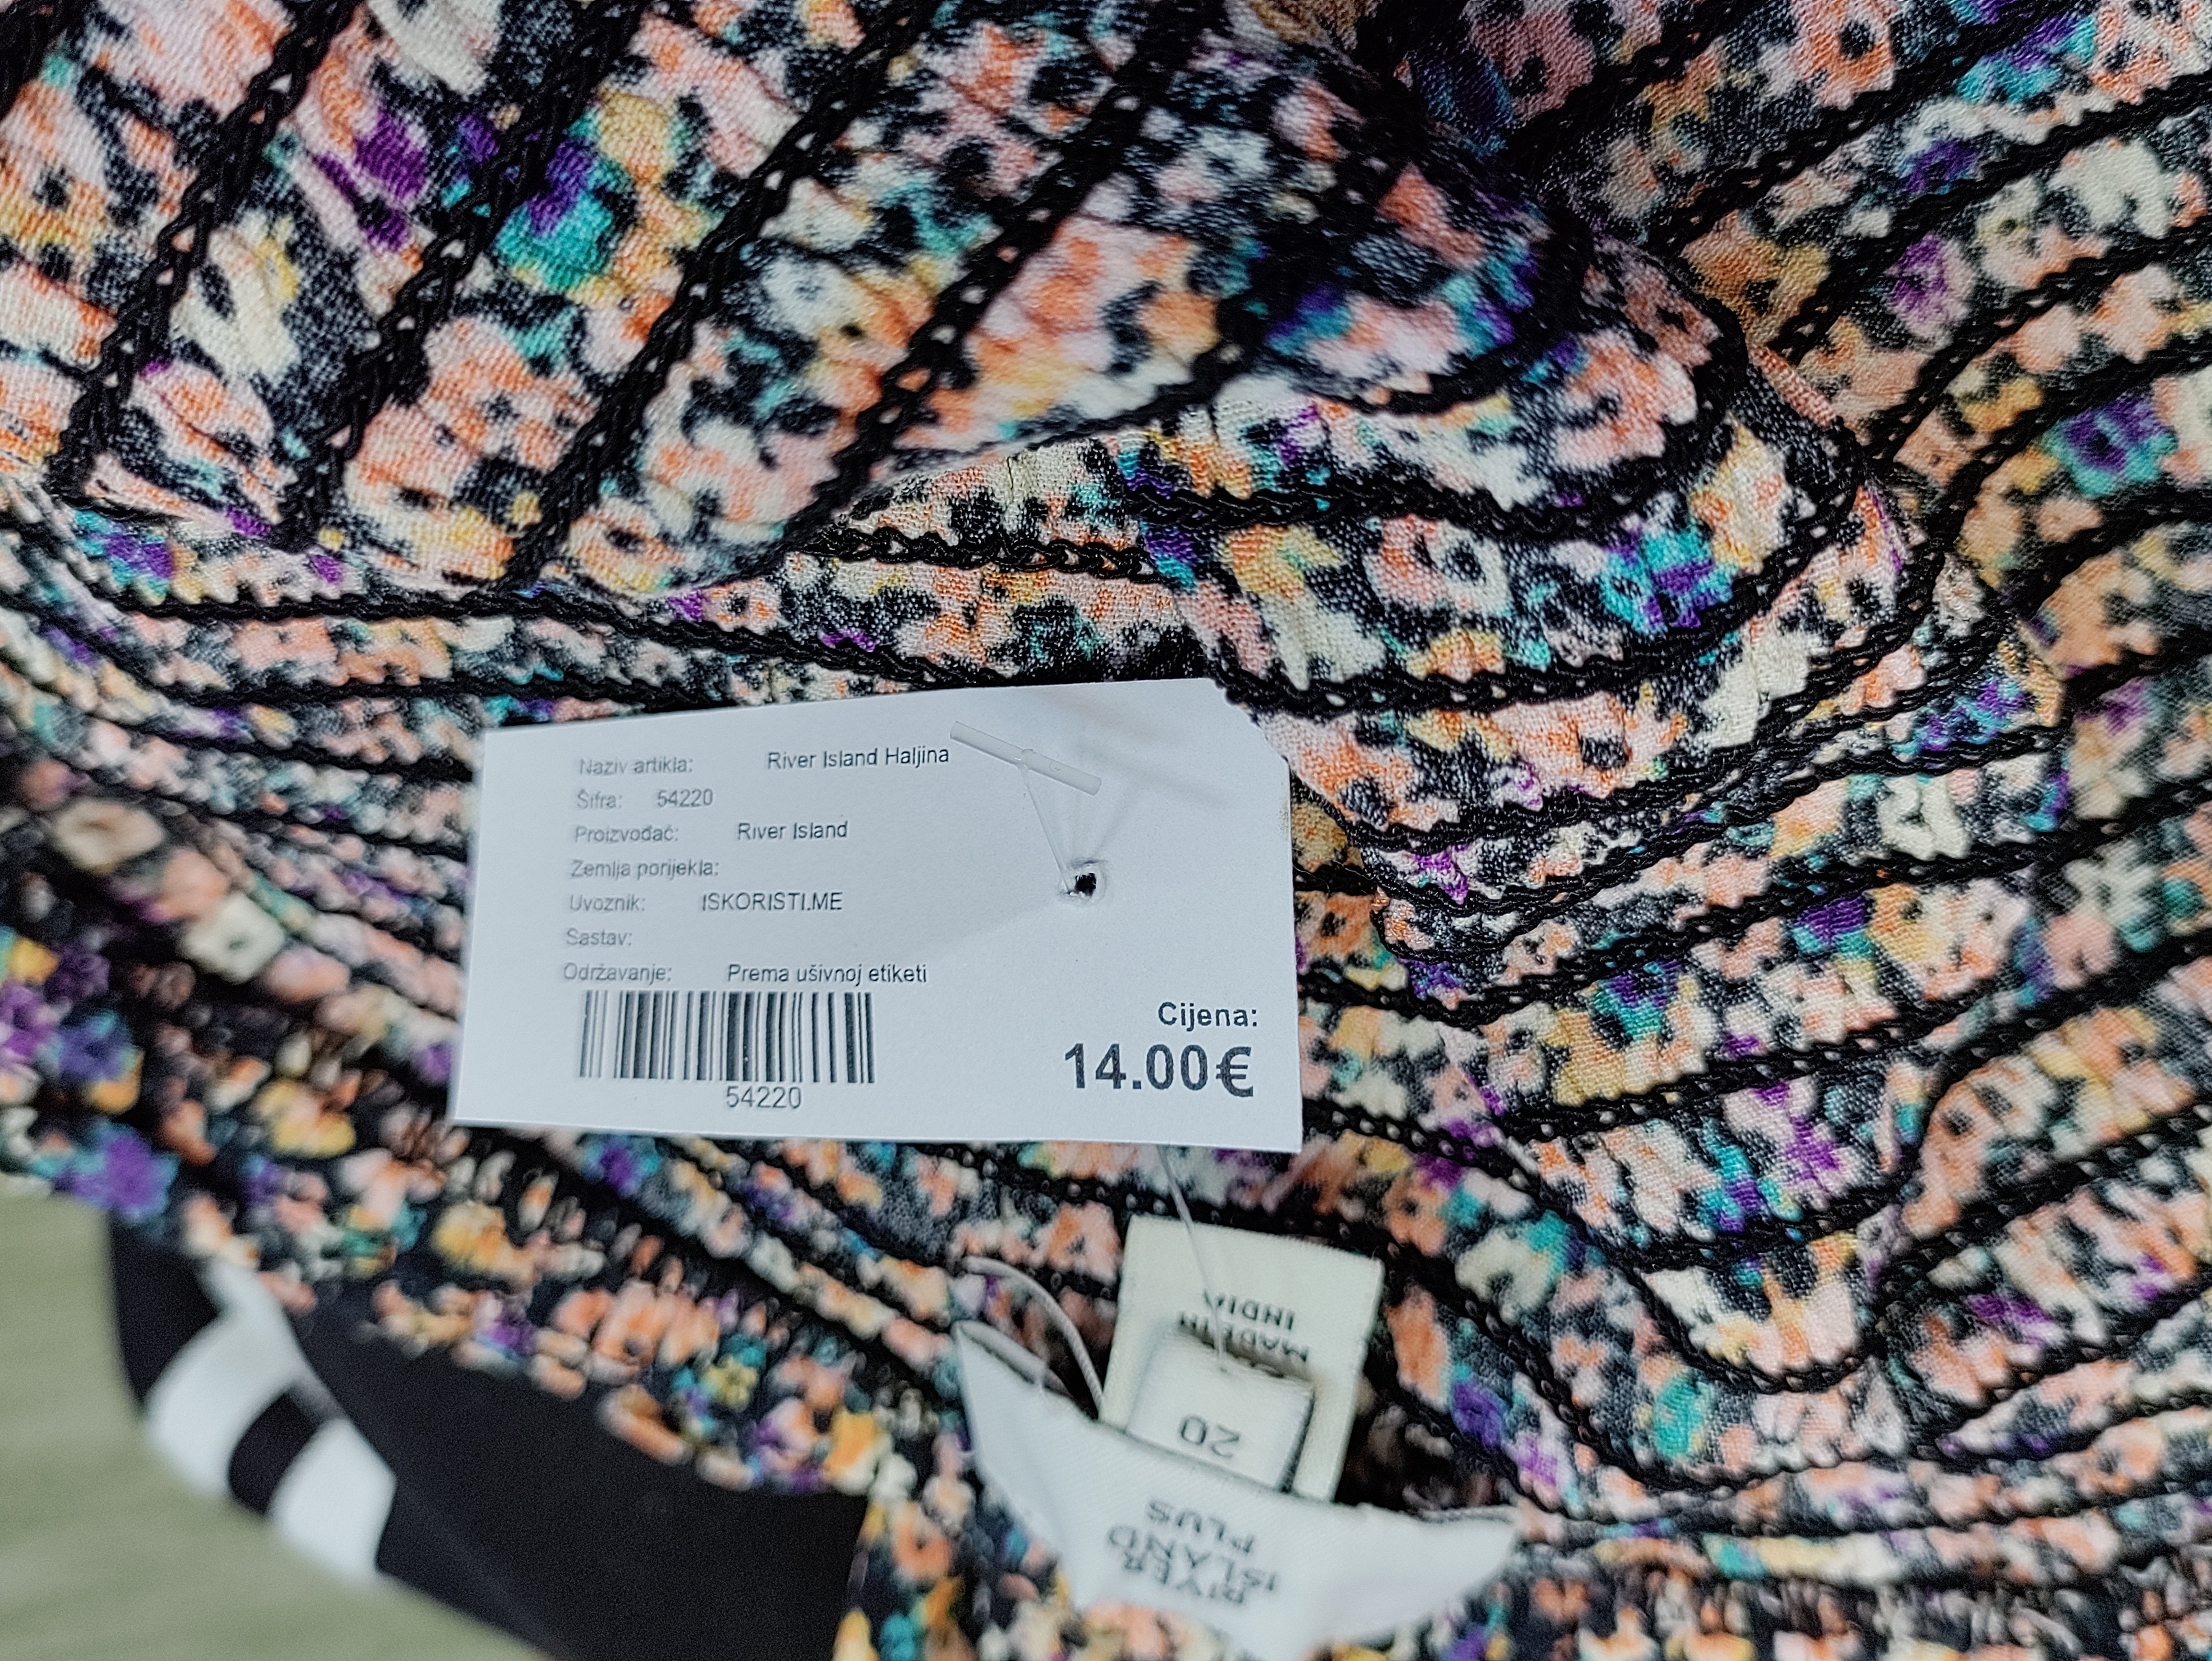 Naziv artikla: River Island Haljina
Šifra: 54220
Proizvođač: River Island
Zemlja porijekla:
Uvoznik: ISKORISTI.ME
Sastav:
Održavanje: Prema ušivnoj etiketi
54220
Cijena:
14.00€
MADE IN
INDIA
20
RIVER
ISLAND
PLUS